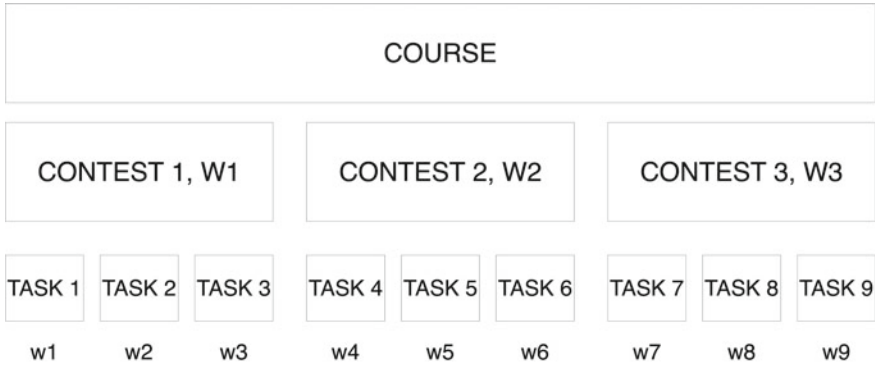 COURSE
CONTEST 1, W1
CONTEST 2, W2
CONTEST 3, W3
TASK 1
TASK 2
TASK 3
TASK 4
TASK 5
TASK 6
TASK 7
TASK 8
TASK 9
w1
w2
w3
w4
w5
w6
w7
w8
w9